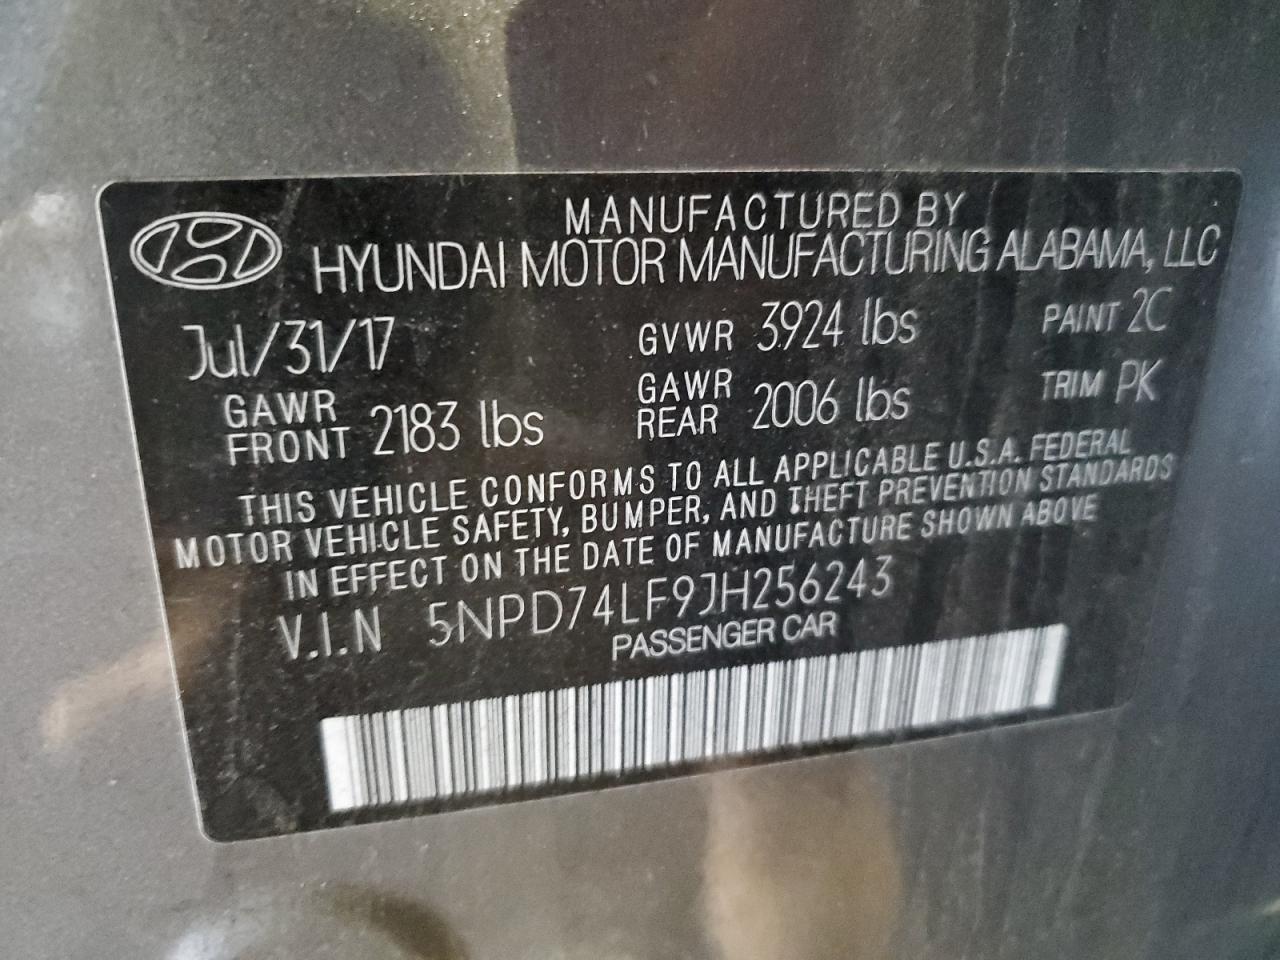 MANUFACTURED BY
HYUNDAI MOTOR MANUFACTURING ALABAMA, LLC
Jul/31/17 GVWR 3924 lbs PAINT 2C
GAWR FRONT 2183 lbs GAWR REAR 2006 lbs TRIM PK
THIS VEHICLE CONFORMS TO ALL APPLICABLE U.S.A. FEDERAL
MOTOR VEHICLE SAFETY, BUMPER, AND THEFT PREVENTION STANDARDS
IN EFFECT ON THE DATE OF MANUFACTURE SHOWN ABOVE
V.I.N 5NPD74LF9JH256243
PASSENGER CAR